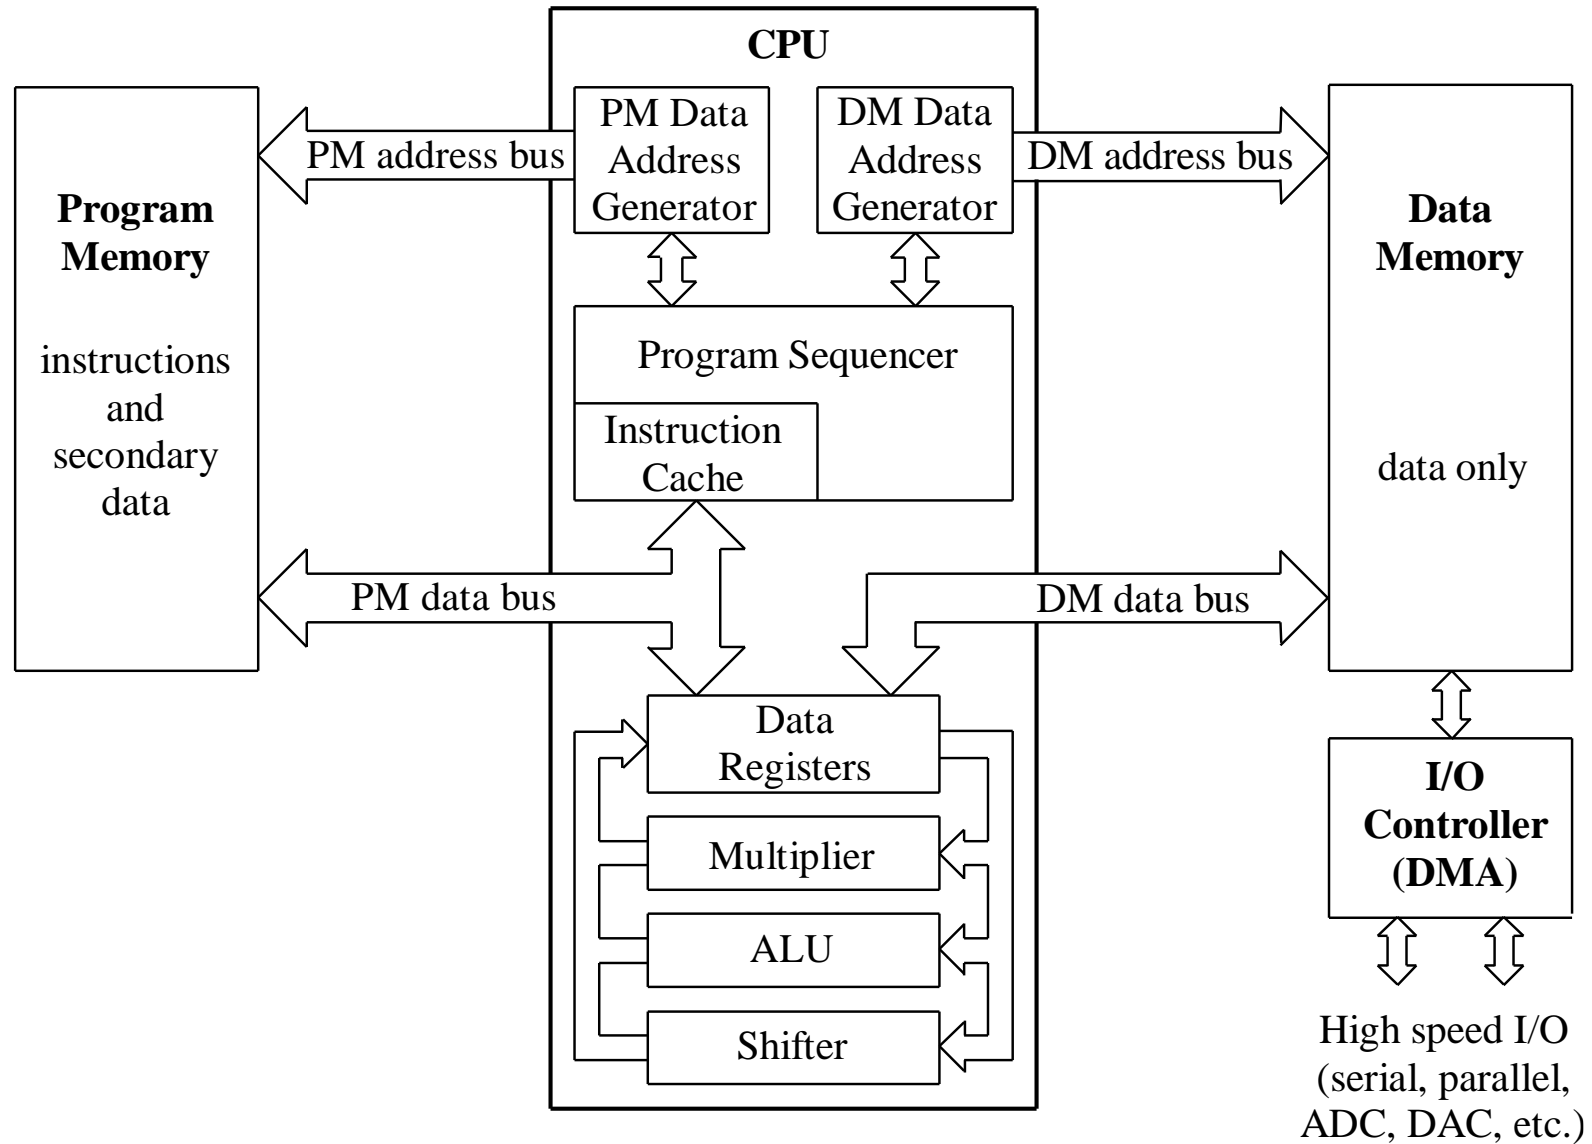 CPU
PM Data
Address
Generator
DM Data
Address
Generator
PM address bus
DM address bus
Program
Memory
instructions
and
secondary
data
Data
Memory
data only
Program Sequencer
Instruction
Cache
PM data bus
DM data bus
Data
Registers
Multiplier
ALU
Shifter
I/O
Controller
(DMA)
High speed I/O
(serial, parallel,
ADC, DAC, etc.)